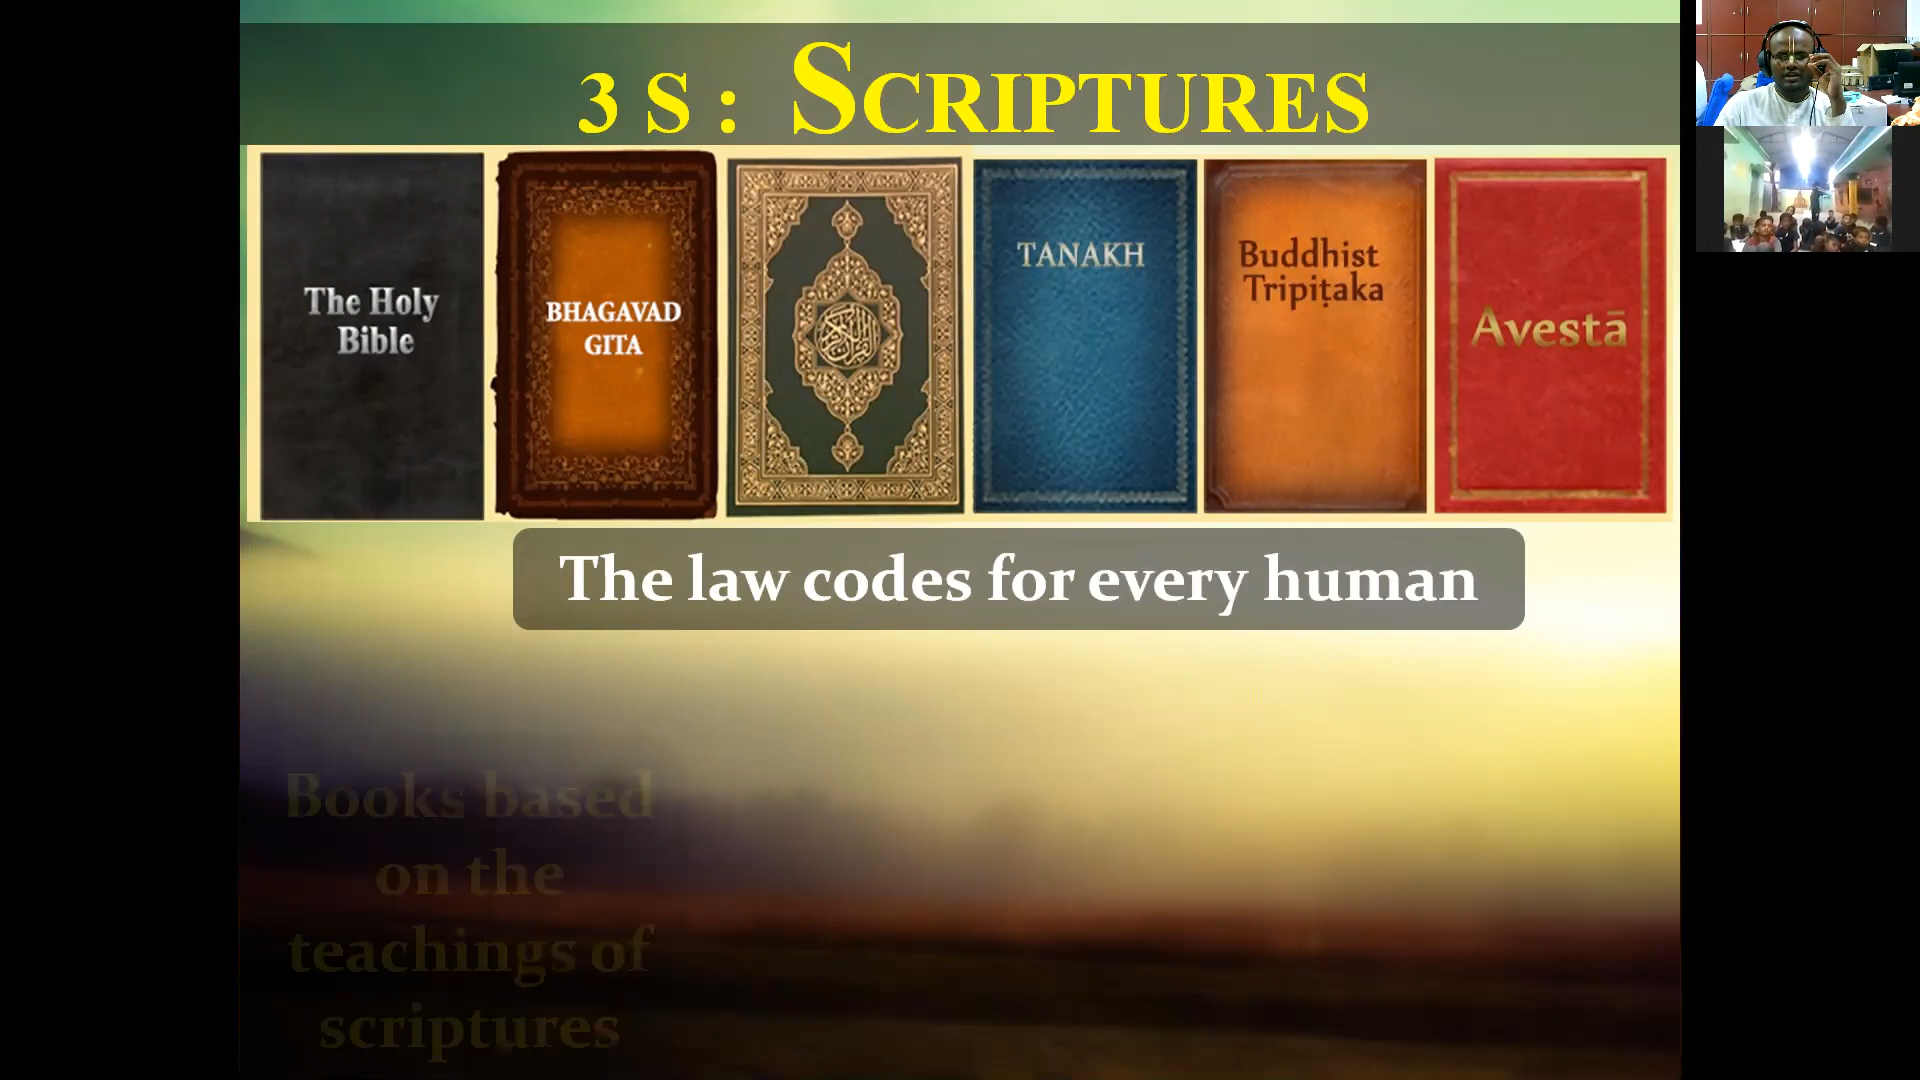 3 S : SCRIPTURES
The Holy
Bible
BHAGAVAD
GITA
TANAKH
Buddhist
Tripiṭaka
Avestā
The law codes for every human
Books based
on the
teachings of
scriptures